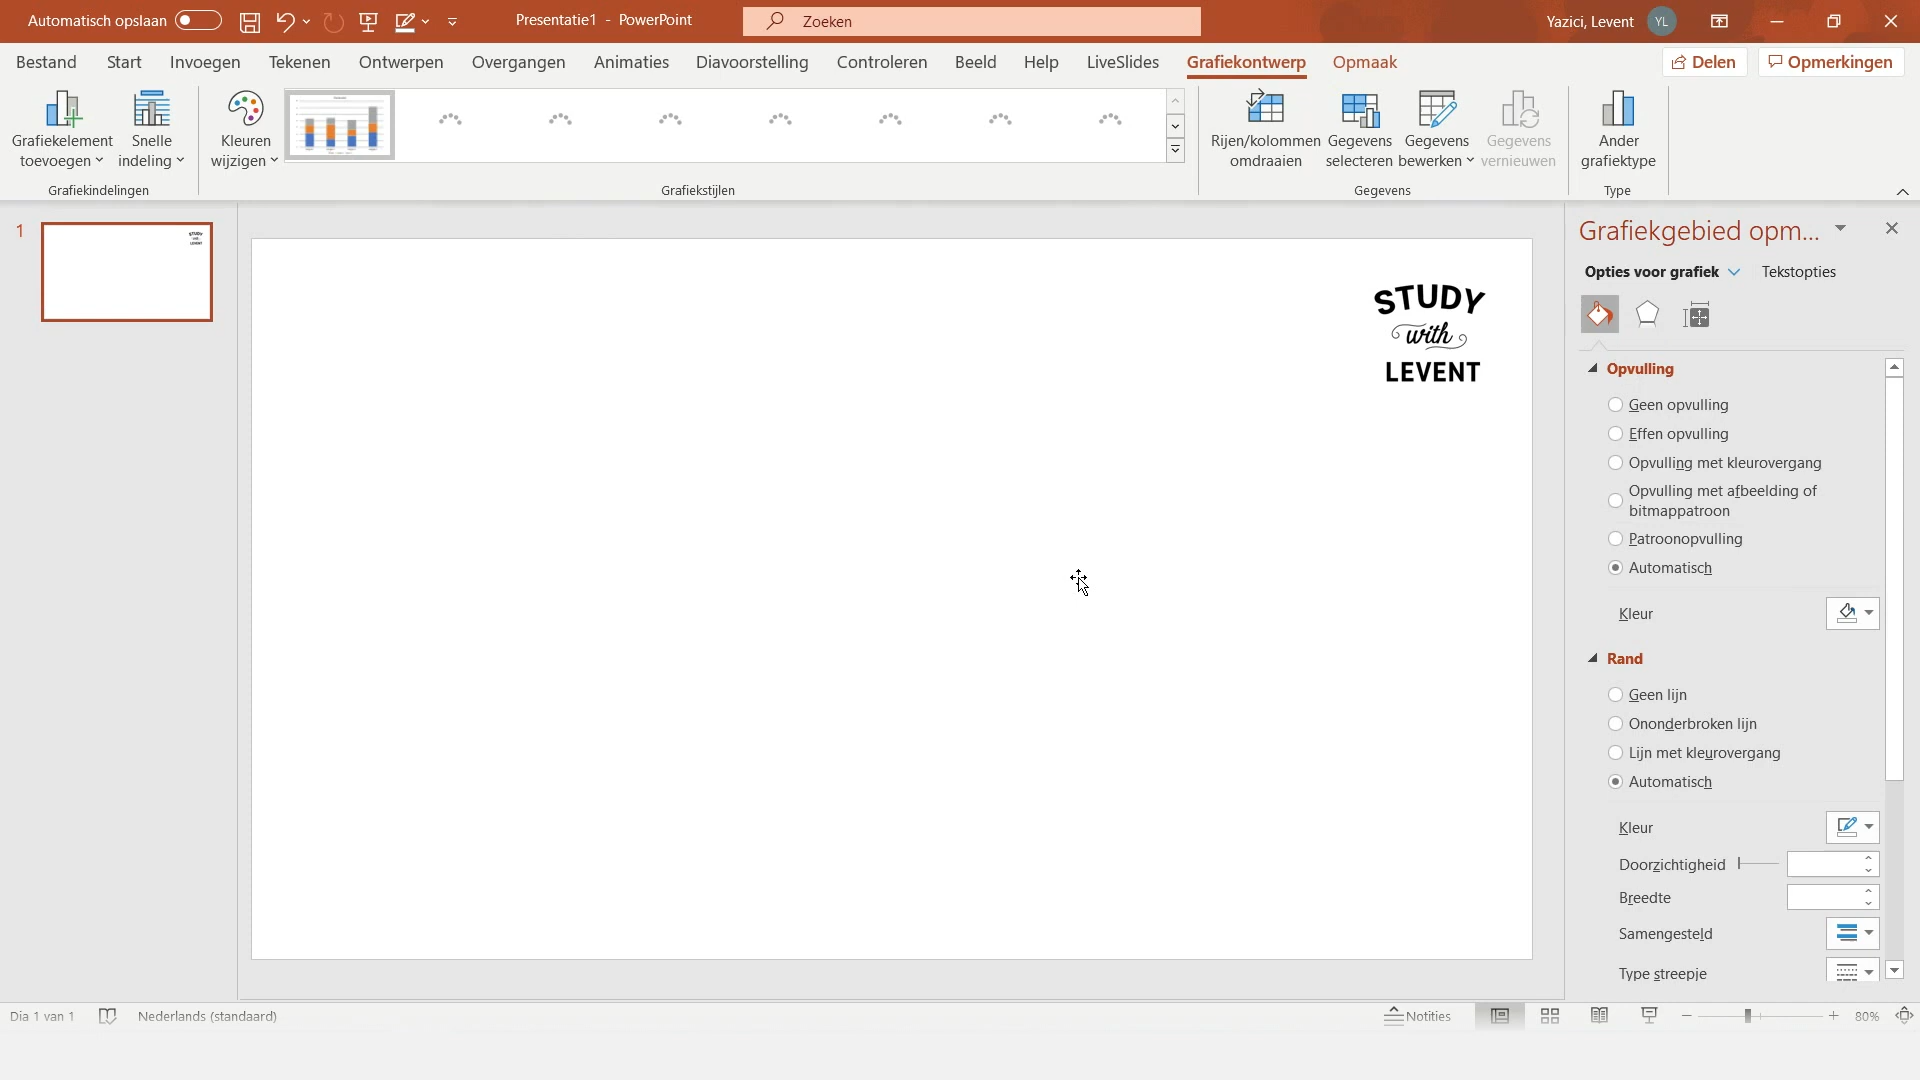 Automatisch opslaan
Presentatie1 - PowerPoint
Zoeken
Yazici, Levent
YL
Bestand Start Invoegen Tekenen Ontwerpen Overgangen Animaties Diavoorstelling Controleren Beeld Help LiveSlides Grafiekontwerp Opmaak
Delen
Opmerkingen
Grafiekelement
toevoegen
Snelle
indeling
Kleuren
wijzigen
Rijen/kolommen
omdraaien
Gegevens
selecteren
Gegevens
bewerken
Gegevens
vernieuwen
Ander
grafiektype
Grafiekindelingen
Grafiekstijlen
Gegevens
Type
1
STUDY
with
LEVENT
STUDY
with
LEVENT
Grafiekgebied opm...
Opties voor grafiek
Tekstopties
Opvulling
Geen opvulling
Effen opvulling
Opvulling met kleurovergang
Opvulling met afbeelding of
bitmappatroon
Patroonopvulling
Automatisch
Kleur
Rand
Geen lijn
Ononderbroken lijn
Lijn met kleurovergang
Automatisch
Kleur
Doorzichtigheid
Breedte
Samengesteld
Type streepje
Dia 1 van 1
Nederlands (standaard)
Notities
80%